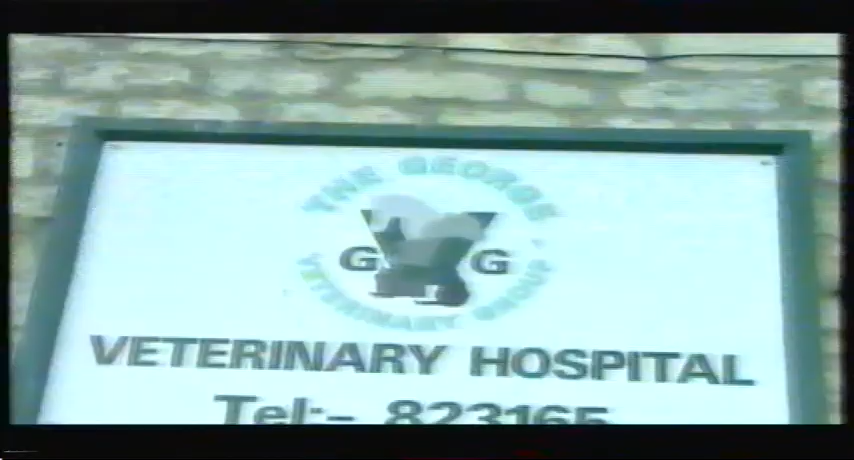 THE GEORGE
G V G
VETERINARY GROUP
VETERINARY HOSPITAL
Tel:- 823165